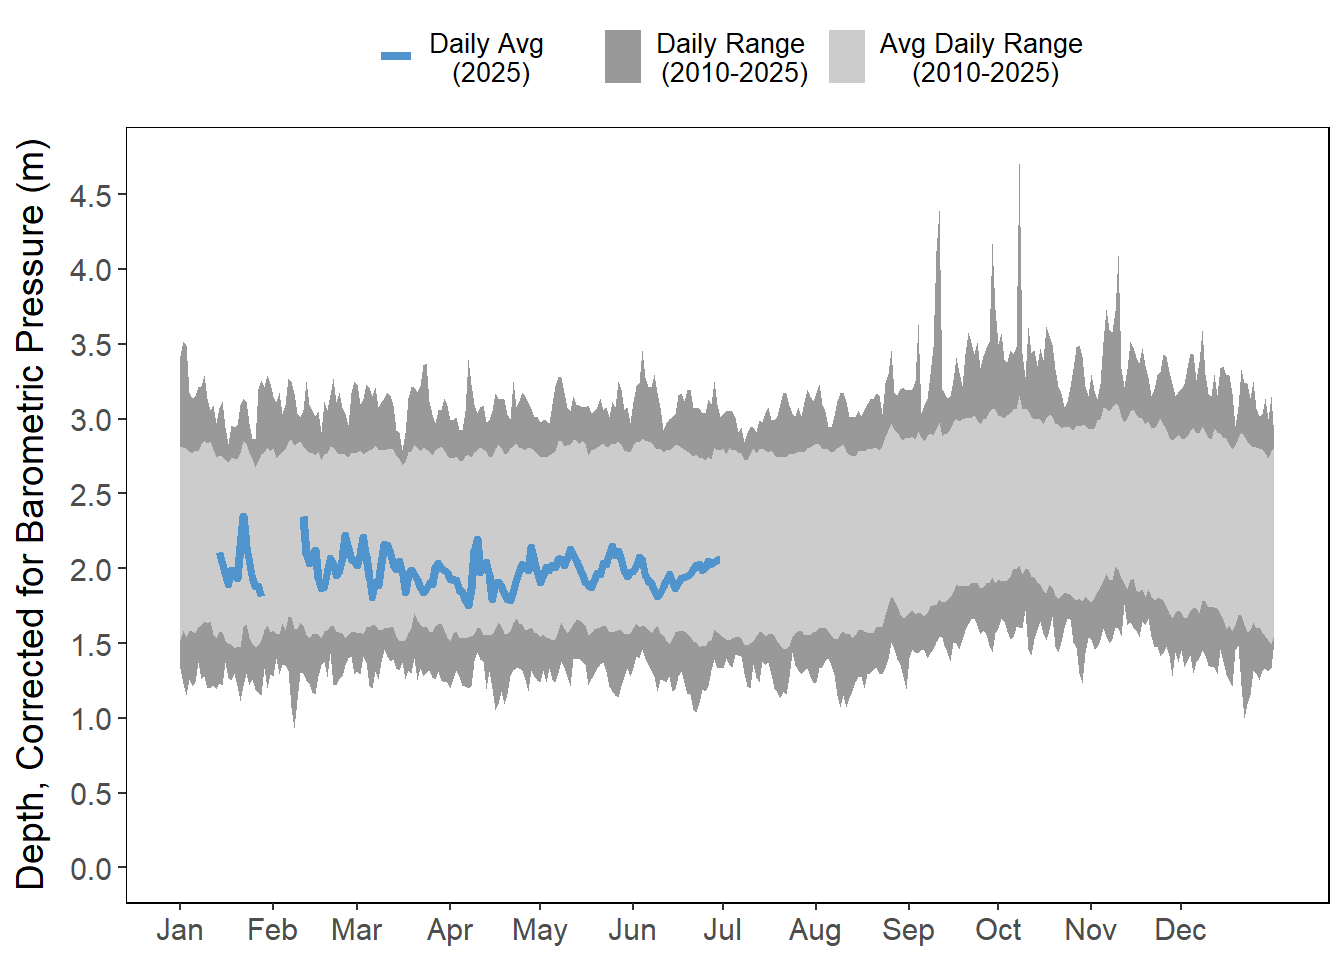 Daily Avg
(2025)
Daily Range
(2010-2025)
Avg Daily Range
(2010-2025)
Depth, Corrected for Barometric Pressure (m)
4.5
4.0
3.5
3.0
2.5
2.0
1.5
1.0
0.5
0.0
Jan Feb Mar Apr May Jun Jul Aug Sep Oct Nov Dec